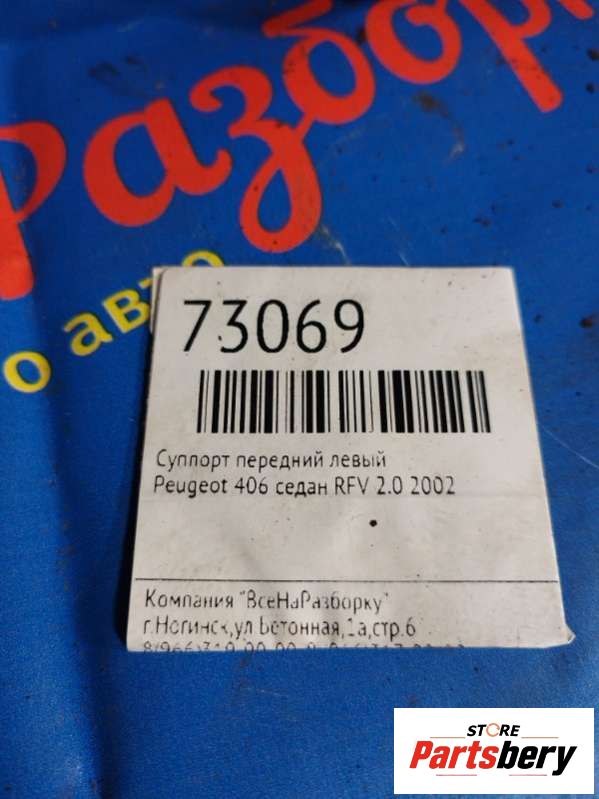 Разбор
о авто
73069
Суппорт передний левый
Peugeot 406 седан RFV 2.0 2002
Компания "ВсеНаРазборку"
г.Ногинск,ул Бетонная,1а,стр.6
STORE
Partsbery